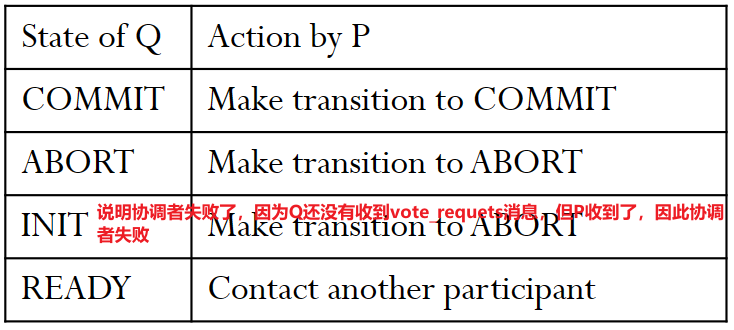 State of Q Action by P
COMMIT Make transition to COMMIT
ABORT Make transition to ABORT
INIT Make transition to ABORT
说明协调者失败了，因为Q还没有收到vote_requets消息，但P收到了，因此协调
者失败
READY Contact another participant